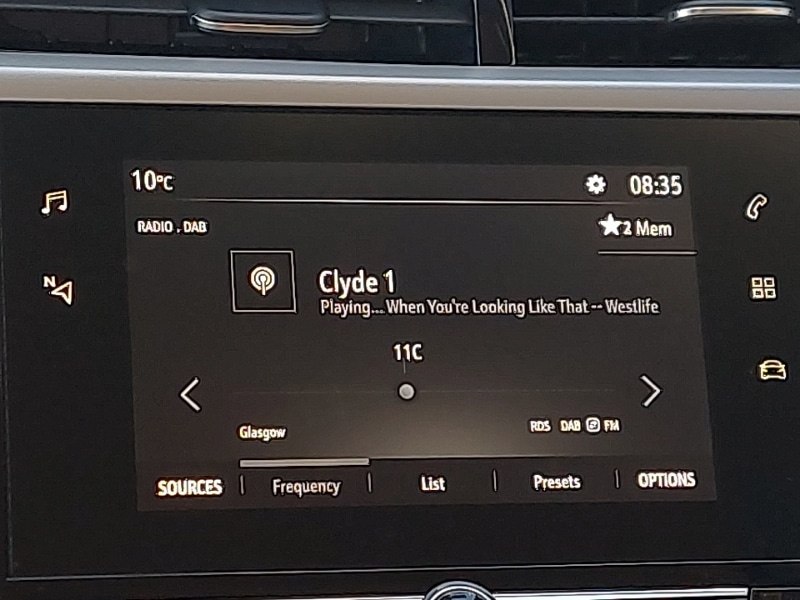 10°C 08:35
RADIO . DAB 2 Mem
N
Clyde 1
Playing... When You're Looking Like That -- Westlife
11C
Glasgow RDS DAB FM
SOURCES Frequency List Presets OPTIONS